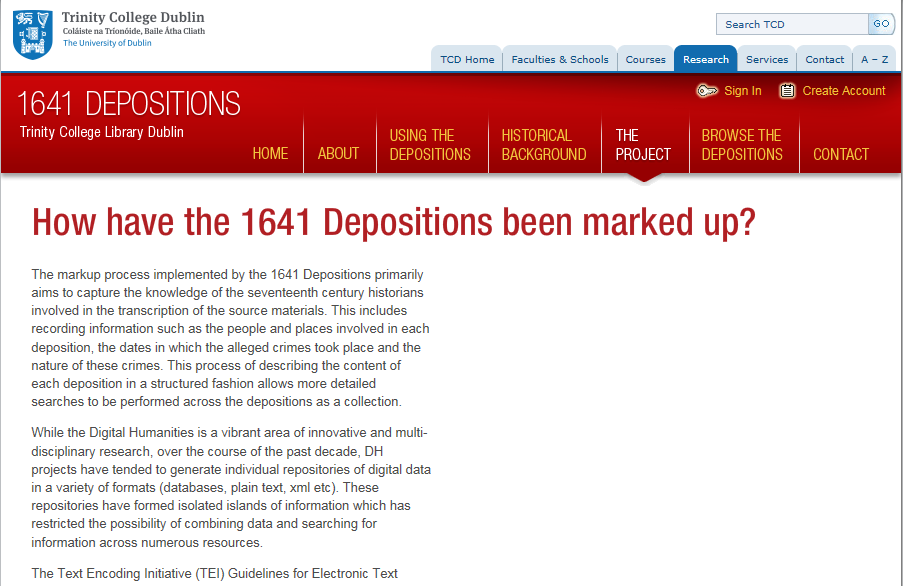 Trinity College Dublin
Coláiste na Tríonóide, Baile Átha Cliath
The University of Dublin
Search TCD
GO
TCD Home
Faculties & Schools
Courses
Research
Services
Contact
A – Z
1641 DEPOSITIONS
Trinity College Library Dublin
Sign In
Create Account
HOME
ABOUT
USING THE
DEPOSITIONS
HISTORICAL
BACKGROUND
THE
PROJECT
BROWSE THE
DEPOSITIONS
CONTACT
How have the 1641 Depositions been marked up?
The markup process implemented by the 1641 Depositions primarily
aims to capture the knowledge of the seventeenth century historians
involved in the transcription of the source materials. This includes
recording information such as the people and places involved in each
deposition, the dates in which the alleged crimes took place and the
nature of these crimes. This process of describing the content of
each deposition in a structured fashion allows more detailed
searches to be performed across the depositions as a collection.
While the Digital Humanities is a vibrant area of innovative and multi-
disciplinary research, over the course of the past decade, DH
projects have tended to generate individual repositories of digital data
in a variety of formats (databases, plain text, xml etc). These
repositories have formed isolated islands of information which has
restricted the possibility of combining data and searching for
information across numerous resources.
The Text Encoding Initiative (TEI) Guidelines for Electronic Text